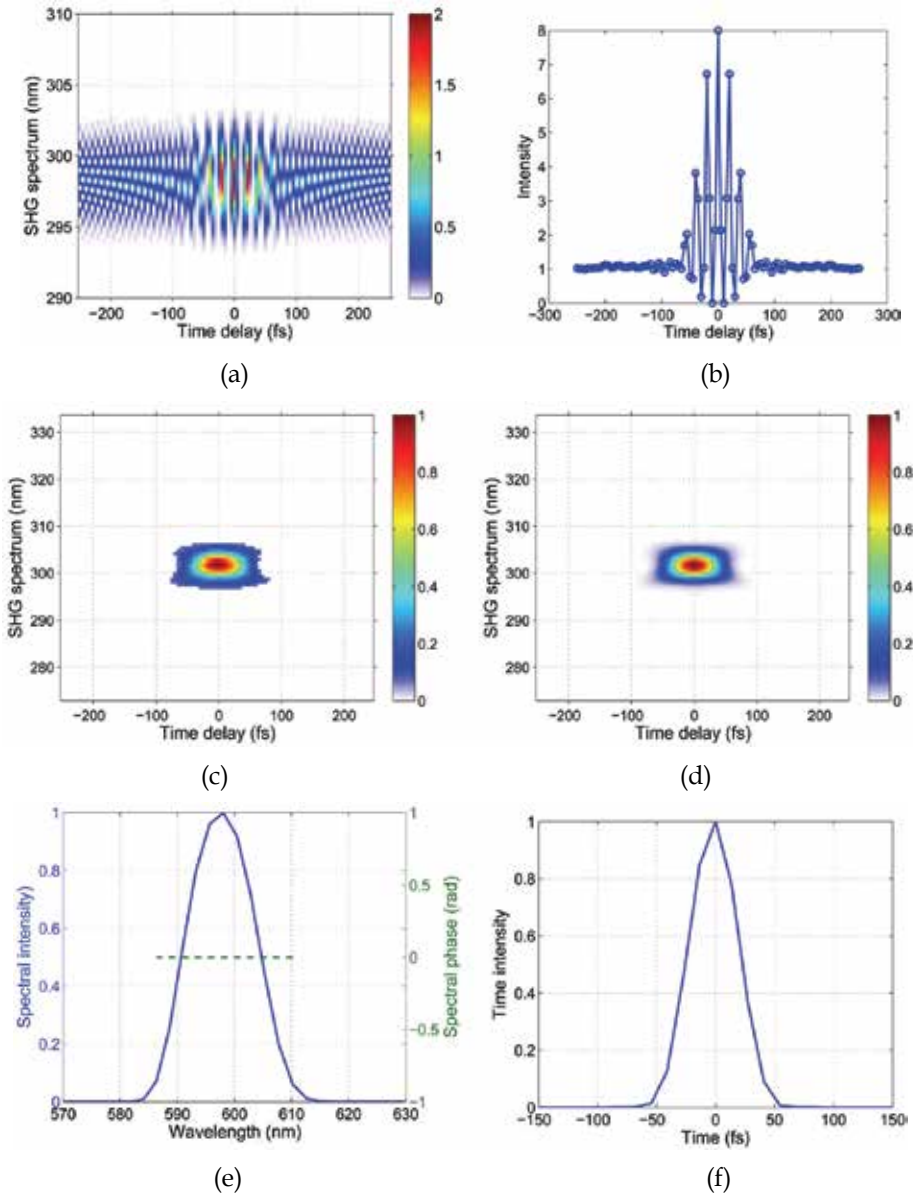 310
305
300
295
290
SHG spectrum (nm)
−200 −100 0 100 200
Time delay (fs)
2
1.5
1
0.5
0
(a)
8
7
6
5
4
3
2
1
0
Intensity
−300 −200 −100 0 100 200 300
Time delay (fs)
(b)
330
320
310
300
290
280
SHG spectrum (nm)
−200 −100 0 100 200
Time delay (fs)
1
0.8
0.6
0.4
0.2
0
(c)
330
320
310
300
290
280
SHG spectrum (nm)
−200 −100 0 100 200
Time delay (fs)
1
0.8
0.6
0.4
0.2
0
(d)
1
0.8
0.6
0.4
0.2
0
Spectral intensity)
570 580 590 600 610 620 630
Wavelength (nm)
1
0.5
0
−0.5
−1
Spectral phase (rad)
(e)
1
0.8
0.6
0.4
0.2
0
Time intensity
−150 −100 −50 0 50 100 150
Time (fs)
(f)